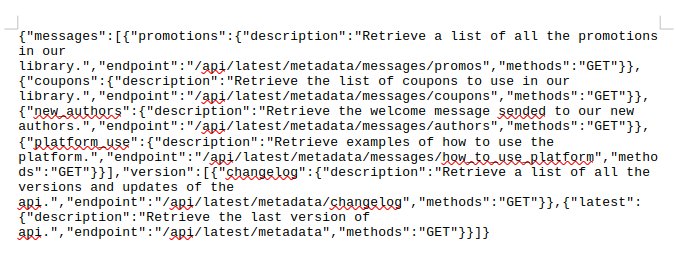 {"messages":[{"promotions":{"description":"Retrieve a list of all the promotions
in our
library.","endpoint":"/api/latest/metadata/messages/promos","methods":"GET"}},
{"coupons":{"description":"Retrieve the list of coupons to use in our
library.","endpoint":"/api/latest/metadata/messages/coupons","methods":"GET"}},
{"new_authors":{"description":"Retrieve the welcome message sended to our new
authors.","endpoint":"/api/latest/metadata/messages/authors","methods":"GET"}},
{"platform_use":{"description":"Retrieve examples of how to use the
platform.","endpoint":"/api/latest/metadata/messages/how_to_use_platform","metho
ds":"GET"}}],"version":[{"changelog":{"description":"Retrieve a list of all the
versions and updates of the
api.","endpoint":"/api/latest/metadata/changelog","methods":"GET"}},{"latest":
{"description":"Retrieve the last version of
api.","endpoint":"/api/latest/metadata","methods":"GET"}}]}